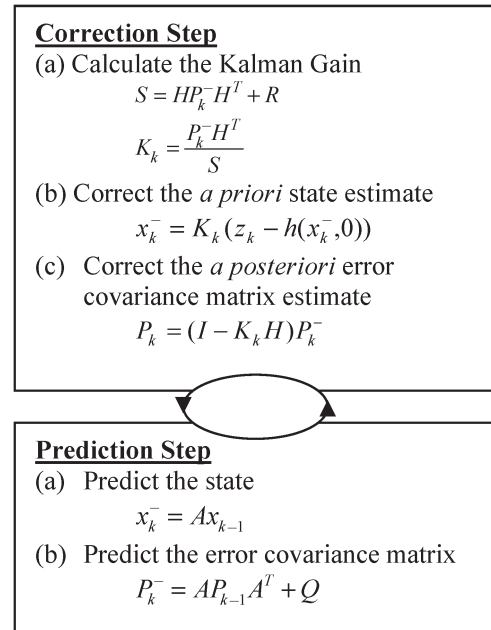 Correction Step
(a) Calculate the Kalman Gain
S = HP_k^- H^T + R
K_k = \frac{P_k^- H^T}{S}
(b) Correct the a priori state estimate
x_k^- = K_k(z_k − h(x_k^-,0))
(c) Correct the a posteriori error
covariance matrix estimate
P_k = (I − K_k H)P_k^-
Prediction Step
(a) Predict the state
x_k^- = Ax_{k−1}
(b) Predict the error covariance matrix
P_k^- = AP_{k−1}A^T + Q